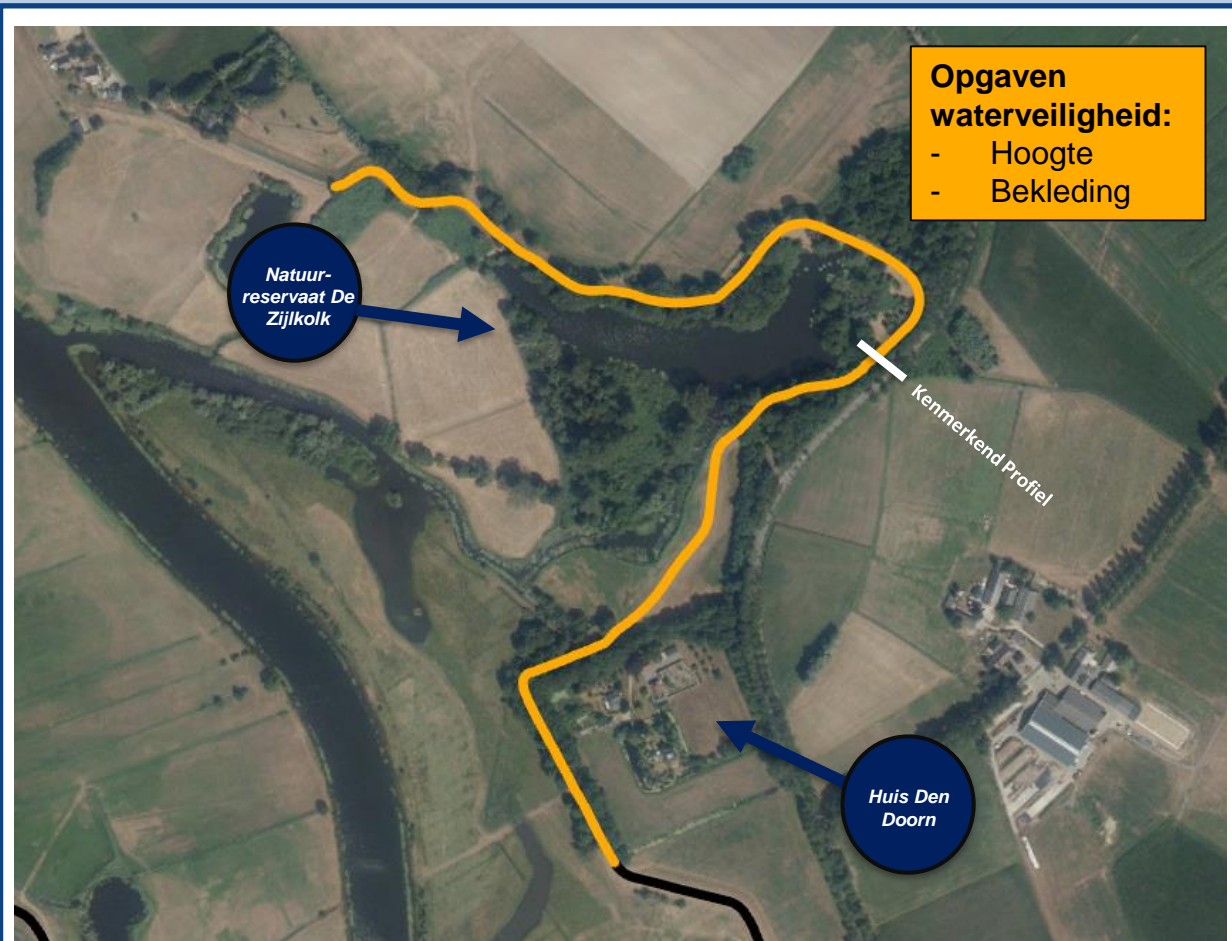 Opgaven
waterveiligheid:
- Hoogte
- Bekleding
Natuur-
reservaat De
Zijlkolk
Kenmerkend Profiel
Huis Den
Doorn